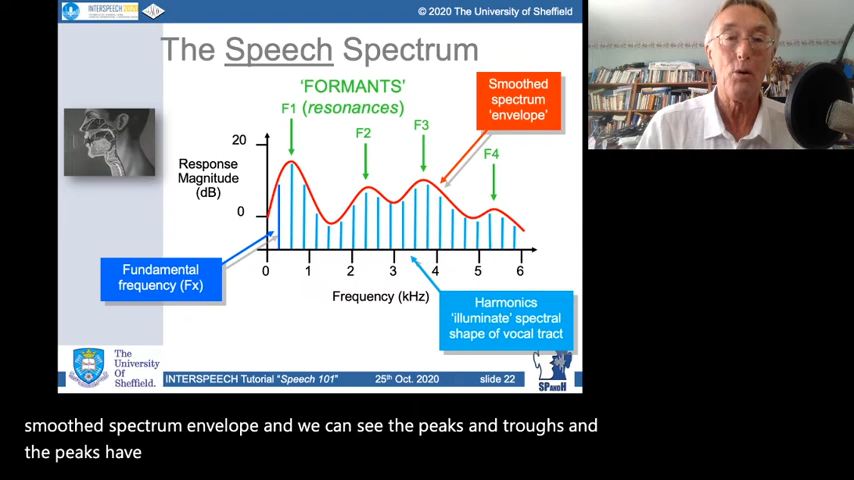 INTERSPEECH 2020
© 2020 The University of Sheffield
The Speech Spectrum
'FORMANTS'
(resonances)
F1
F2
F3
F4
Smoothed
spectrum
'envelope'
Response
Magnitude
(dB)
20
0
Fundamental
frequency (Fx)
0 1 2 3 4 5 6
Frequency (kHz)
Harmonics
'illuminate' spectral
shape of vocal tract
The
University
Of
Sheffield.
SPandH
INTERSPEECH Tutorial "Speech 101" 25th Oct. 2020 slide 22
smoothed spectrum envelope and we can see the peaks and troughs and
the peaks have